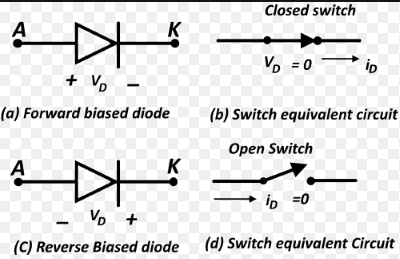 Closed switch
A K
+ V_D − V_D = 0 i_D
(a) Forward biased diode (b) Switch equivalent circuit
Open Switch
A K
− V_D + i_D =0
(C) Reverse Biased diode (d) Switch equivalent Circuit